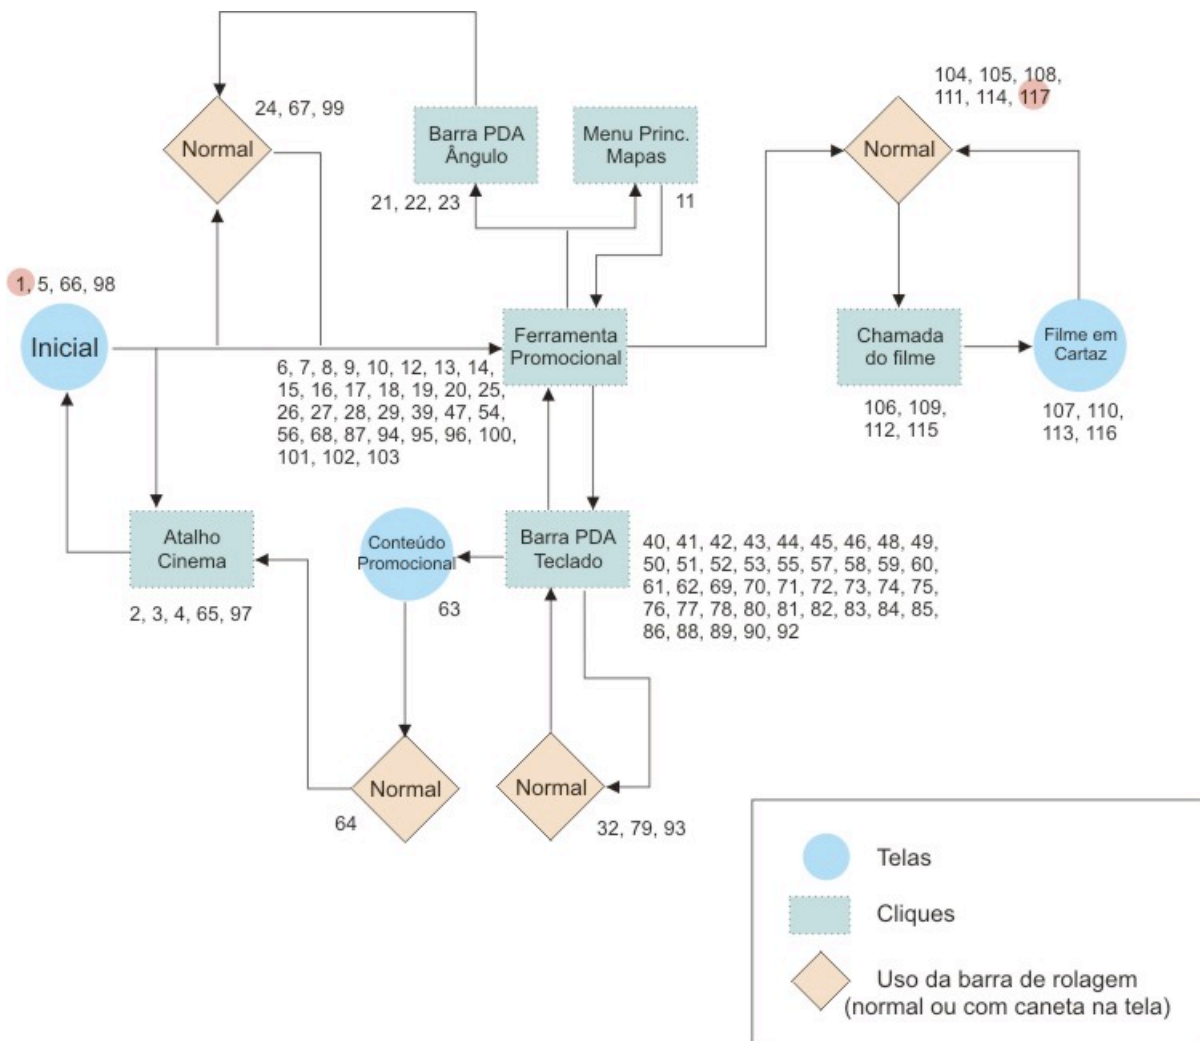 104, 105, 108,
111, 114, 117
24, 67, 99
Normal
Barra PDA
Ângulo
Menu Princ.
Mapas
Normal
21, 22, 23
11
1, 5, 66, 98
Inicial
Ferramenta
Promocional
Chamada
do filme
Filme em
Cartaz
6, 7, 8, 9, 10, 12, 13, 14,
15, 16, 17, 18, 19, 20, 25,
26, 27, 28, 29, 39, 47, 54,
56, 68, 87, 94, 95, 96, 100,
101, 102, 103
106, 109,
112, 115
107, 110,
113, 116
Atalho
Cinema
Conteúdo
Promocional
Barra PDA
Teclado
40, 41, 42, 43, 44, 45, 46, 48, 49,
50, 51, 52, 53, 55, 57, 58, 59, 60,
61, 62, 69, 70, 71, 72, 73, 74, 75,
76, 77, 78, 80, 81, 82, 83, 84, 85,
86, 88, 89, 90, 92
2, 3, 4, 65, 97
63
Normal
Normal
64
32, 79, 93
Telas
Cliques
Uso da barra de rolagem
(normal ou com caneta na tela)